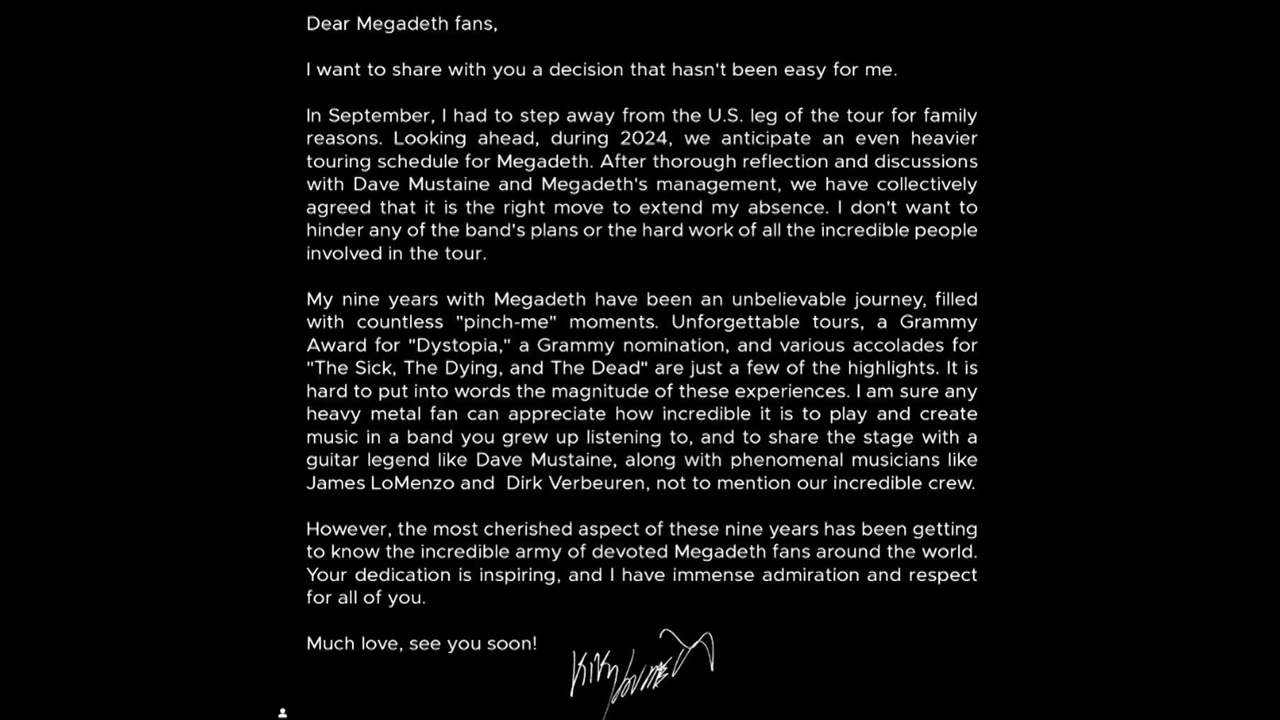 Dear Megadeth fans,
I want to share with you a decision that hasn't been easy for me.
In September, I had to step away from the U.S. leg of the tour for family
reasons. Looking ahead, during 2024, we anticipate an even heavier
touring schedule for Megadeth. After thorough reflection and discussions
with Dave Mustaine and Megadeth's management, we have collectively
agreed that it is the right move to extend my absence. I don't want to
hinder any of the band's plans or the hard work of all the incredible people
involved in the tour.
My nine years with Megadeth have been an unbelievable journey, filled
with countless "pinch-me" moments. Unforgettable tours, a Grammy
Award for "Dystopia," a Grammy nomination, and various accolades for
"The Sick, The Dying, and The Dead" are just a few of the highlights. It is
hard to put into words the magnitude of these experiences. I am sure any
heavy metal fan can appreciate how incredible it is to play and create
music in a band you grew up listening to, and to share the stage with a
guitar legend like Dave Mustaine, along with phenomenal musicians like
James LoMenzo and  Dirk Verbeuren, not to mention our incredible crew.
However, the most cherished aspect of these nine years has been getting
to know the incredible army of devoted Megadeth fans around the world.
Your dedication is inspiring, and I have immense admiration and respect
for all of you.
Much love, see you soon!